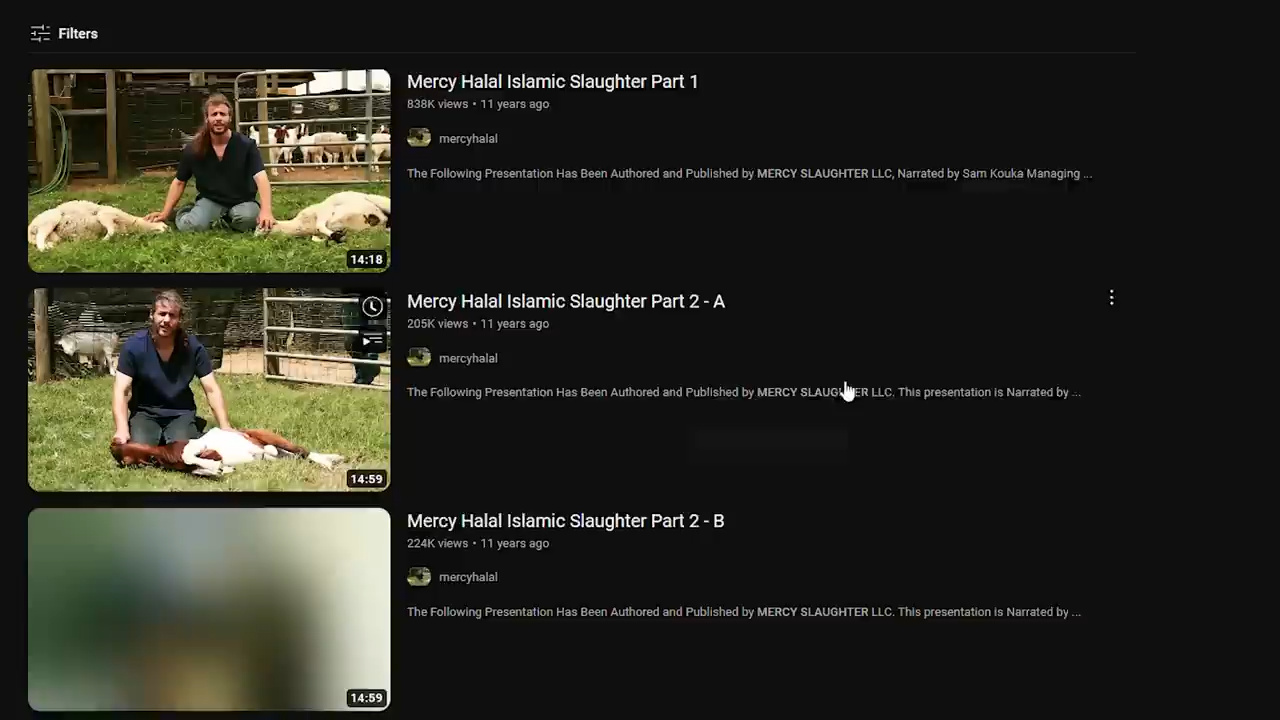 Filters
14:18
Mercy Halal Islamic Slaughter Part 1
838K views • 11 years ago
mercyhalal
The Following Presentation Has Been Authored and Published by MERCY SLAUGHTER LLC, Narrated by Sam Kouka Managing ...
14:59
Mercy Halal Islamic Slaughter Part 2 - A
205K views • 11 years ago
mercyhalal
The Following Presentation Has Been Authored and Published by MERCY SLAUGHTER LLC. This presentation is Narrated by ...
14:59
Mercy Halal Islamic Slaughter Part 2 - B
224K views • 11 years ago
mercyhalal
The Following Presentation Has Been Authored and Published by MERCY SLAUGHTER LLC. This presentation is Narrated by ...